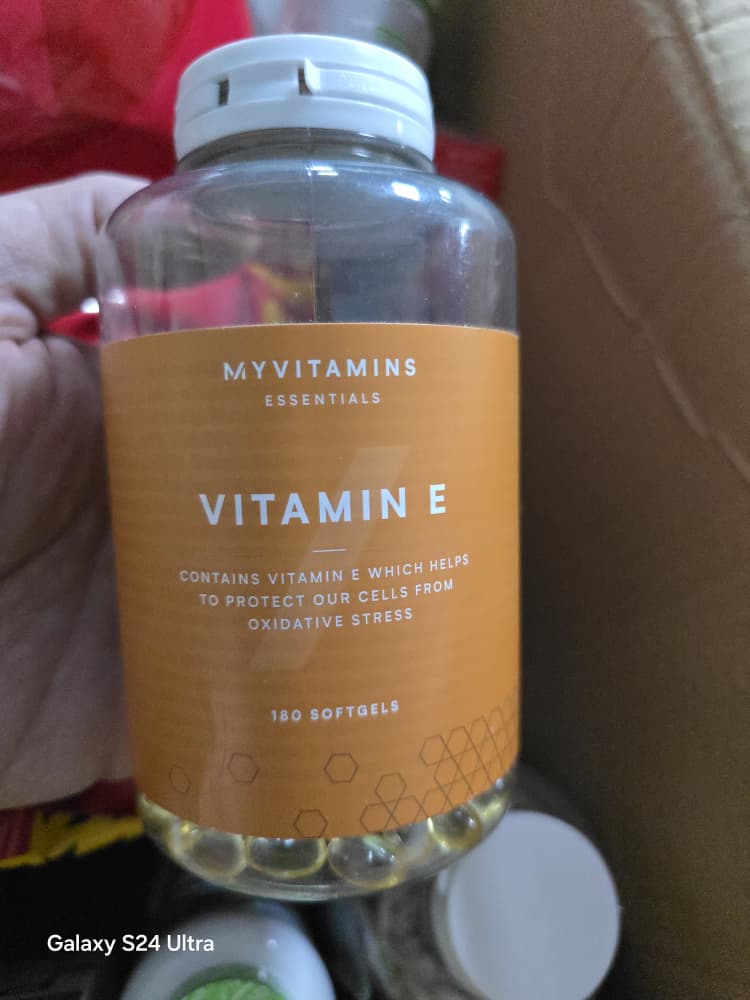 MYVITAMINS
ESSENTIALS
VITAMIN E
CONTAINS VITAMIN E WHICH HELPS
TO PROTECT OUR CELLS FROM
OXIDATIVE STRESS
180 SOFTGELS
Galaxy S24 Ultra